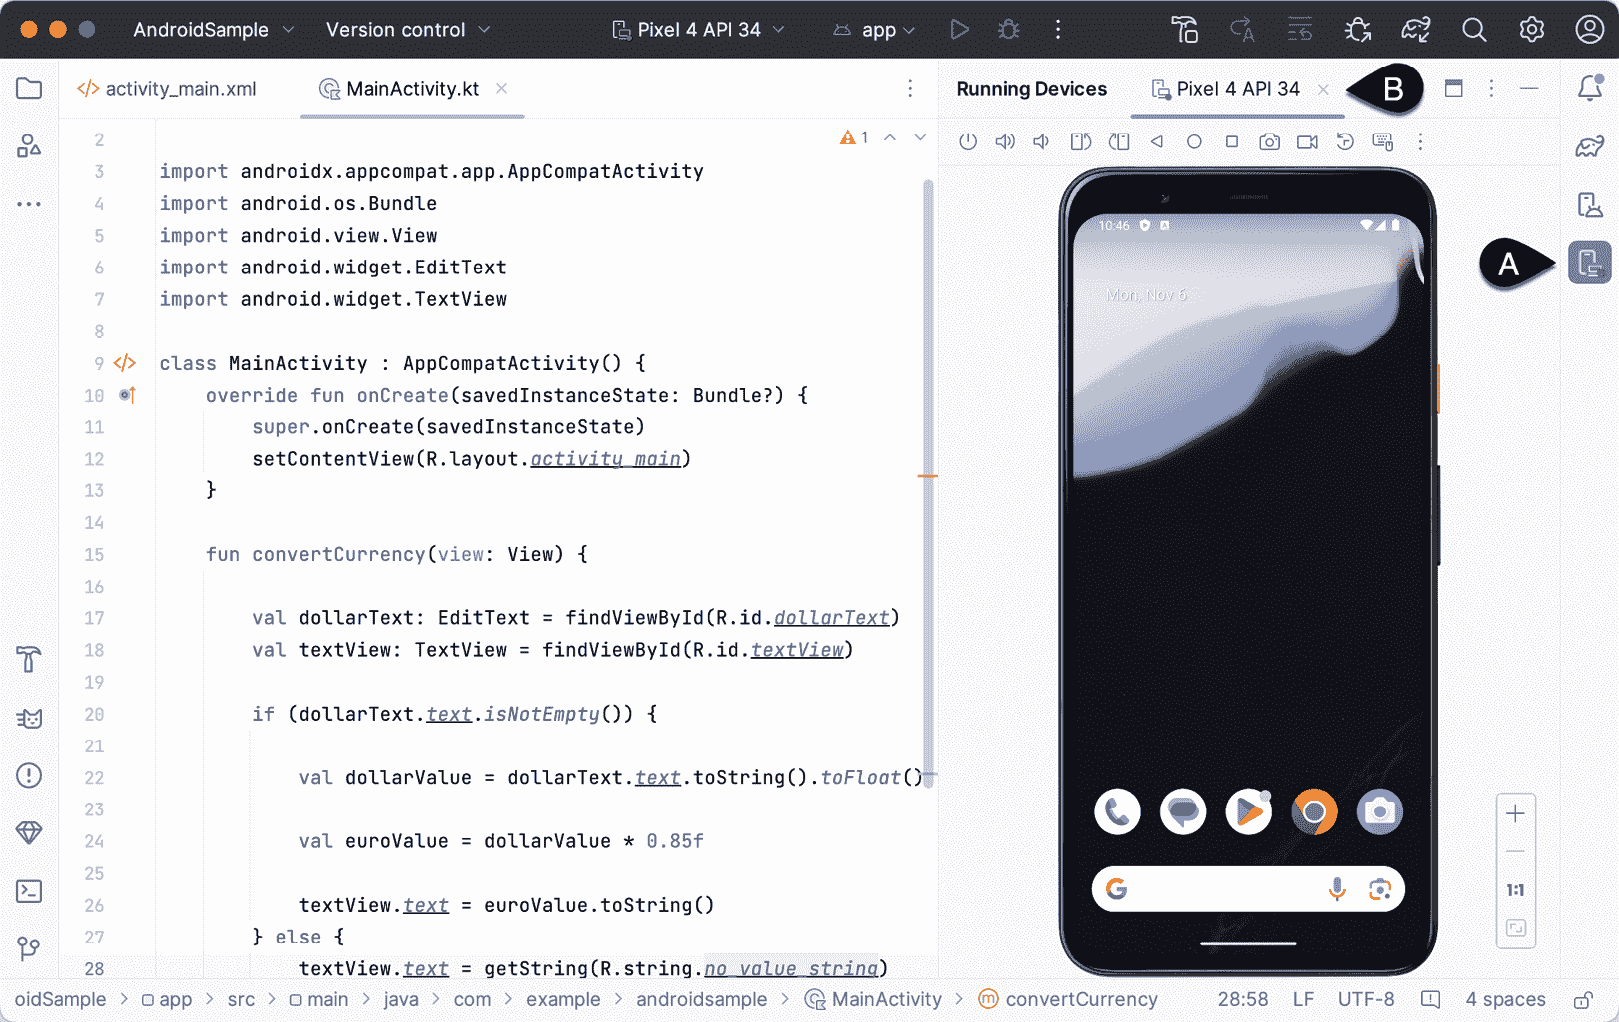 AndroidSample Version control Pixel 4 API 34 app
activity_main.xml MainActivity.kt
Running Devices Pixel 4 API 34 B
A
1
2
3 import androidx.appcompat.app.AppCompatActivity
4 import android.os.Bundle
5 import android.view.View
6 import android.widget.EditText
7 import android.widget.TextView
8
9 </> class MainActivity : AppCompatActivity() {
10 override fun onCreate(savedInstanceState: Bundle?) {
11 super.onCreate(savedInstanceState)
12 setContentView(R.layout.activity_main)
13 }
14
15 fun convertCurrency(view: View) {
16
17 val dollarText: EditText = findViewById(R.id.dollarText)
18 val textView: TextView = findViewById(R.id.textView)
19
20 if (dollarText.text.isNotEmpty()) {
21
22 val dollarValue = dollarText.text.toString().toFloat()
23
24 val euroValue = dollarValue * 0.85f
25
26 textView.text = euroValue.toString()
27 } else {
28 textView.text = getString(R.string.no_value_string)
10:46
Mon, Nov 6
G
1:1
oidSample > app > src > main > java > com > example > androidsample > MainActivity > m convertCurrency 28:58 LF UTF-8 4 spaces